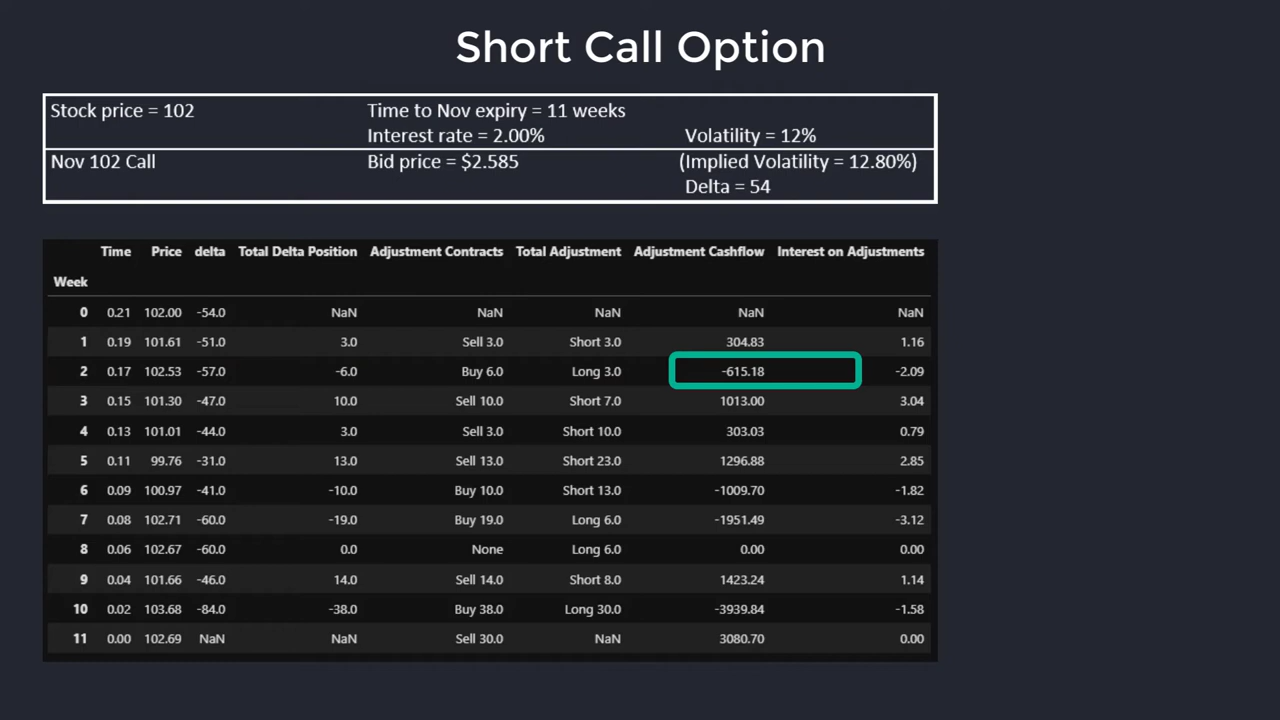 Short Call Option
Stock price = 102 Time to Nov expiry = 11 weeks
Interest rate = 2.00% Volatility = 12%
Nov 102 Call Bid price = $2.585 (Implied Volatility = 12.80%)
Delta = 54
Time Price delta Total Delta Position Adjustment Contracts Total Adjustment Adjustment Cashflow Interest on Adjustments
Week
0 0.21 102.00 -54.0 NaN NaN NaN NaN NaN
1 0.19 101.61 -51.0 3.0 Sell 3.0 Short 3.0 304.83 1.16
2 0.17 102.53 -57.0 -6.0 Buy 6.0 Long 3.0 -615.18 -2.09
3 0.15 101.30 -47.0 10.0 Sell 10.0 Short 7.0 1013.00 3.04
4 0.13 101.01 -44.0 3.0 Sell 3.0 Short 10.0 303.03 0.79
5 0.11 99.76 -31.0 13.0 Sell 13.0 Short 23.0 1296.88 2.85
6 0.09 100.97 -41.0 -10.0 Buy 10.0 Short 13.0 -1009.70 -1.82
7 0.08 102.71 -60.0 -19.0 Buy 19.0 Long 6.0 -1951.49 -3.12
8 0.06 102.67 -60.0 0.0 None Long 6.0 0.00 0.00
9 0.04 101.66 -46.0 14.0 Sell 14.0 Short 8.0 1423.24 1.14
10 0.02 103.68 -84.0 -38.0 Buy 38.0 Long 30.0 -3939.84 -1.58
11 0.00 102.69 NaN NaN Sell 30.0 NaN 3080.70 0.00